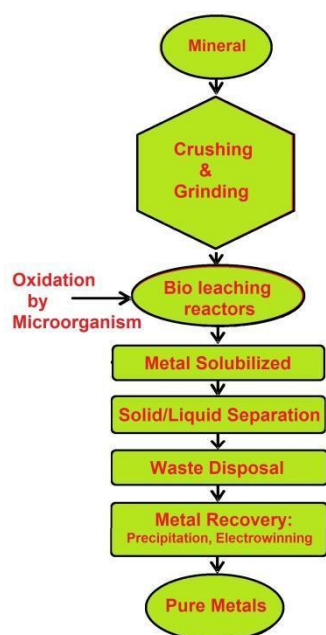 Mineral
Crushing
&
Grinding
Oxidation
by
Microorganism
Bio leaching
reactors
Metal Solubilized
Solid/Liquid Separation
Waste Disposal
Metal Recovery:
Precipitation, Electrowinning
Pure Metals